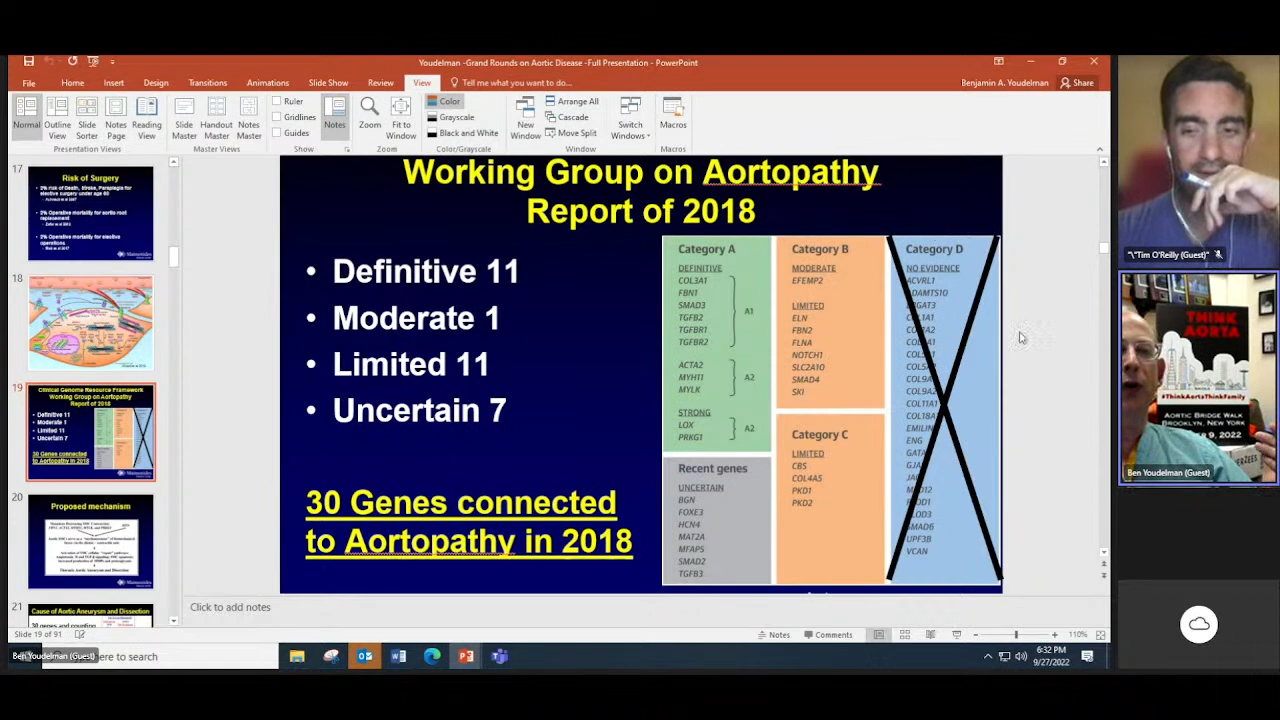 Youdelman -Grand Rounds on Aortic Disease -Full Presentation - PowerPoint
File
Home
Insert
Design
Transitions
Animations
Slide Show
Review
View
Tell me what you want to do...
Benjamin A. Youdelman
Share
Normal
Outline View
Slide Sorter
Notes Page
Reading View
Presentation Views
Slide Master
Handout Master
Notes Master
Master Views
Ruler
Gridlines
Guides
Show
Notes
Zoom
Fit to Window
Zoom
Color
Grayscale
Black and White
Color/Grayscale
New Window
Arrange All
Cascade
Move Split
Window
Switch Windows
Macros
Macros
17
Risk of Surgery
18
19
Clinical Genome Resource Framework
Working Group on Aortopathy
Report of 2018
• Definitive 11
• Moderate 1
• Limited 11
• Uncertain 7
30 Genes connected
to Aortopathy in 2018
20
Proposed mechanism
21
Cause of Aortic Aneurysm and Dissection
30 genes and counting
Working Group on Aortopathy
Report of 2018
• Definitive 11
• Moderate 1
• Limited 11
• Uncertain 7
30 Genes connected
to Aortopathy in 2018
Category A
DEFINITIVE
COL3A1
FBN1
SMAD3
TGFB2
TGFBR1
TGFBR2
A1
ACTA2
MYH11
MYLK
A2
STRONG
LOX
PRKG1
A2
Recent genes
UNCERTAIN
BGN
FOXE3
HCN4
MAT2A
MFAP5
SMAD2
TGFB3
Category B
MODERATE
EFEMP2
LIMITED
ELN
FBN2
FLNA
NOTCH1
SLC2A10
SMAD4
SKI
Category C
LIMITED
CBS
COL4A5
PKD1
PKD2
Category D
NO EVIDENCE
ACVRL1
UPF3B
VCAN
Click to add notes
Slide 19 of 91
Notes
Comments
110%
Ben Youdelman (Guest)
to search
6:32 PM
9/27/2022
"\"Tim O'Reilly (Guest)"
THINK
AORTA
#ThinkAortaThinkFamily
AORTIC BRIDGE WALK
BROOKLYN, NEW YORK
9, 2022
Ben Youdelman (Guest)